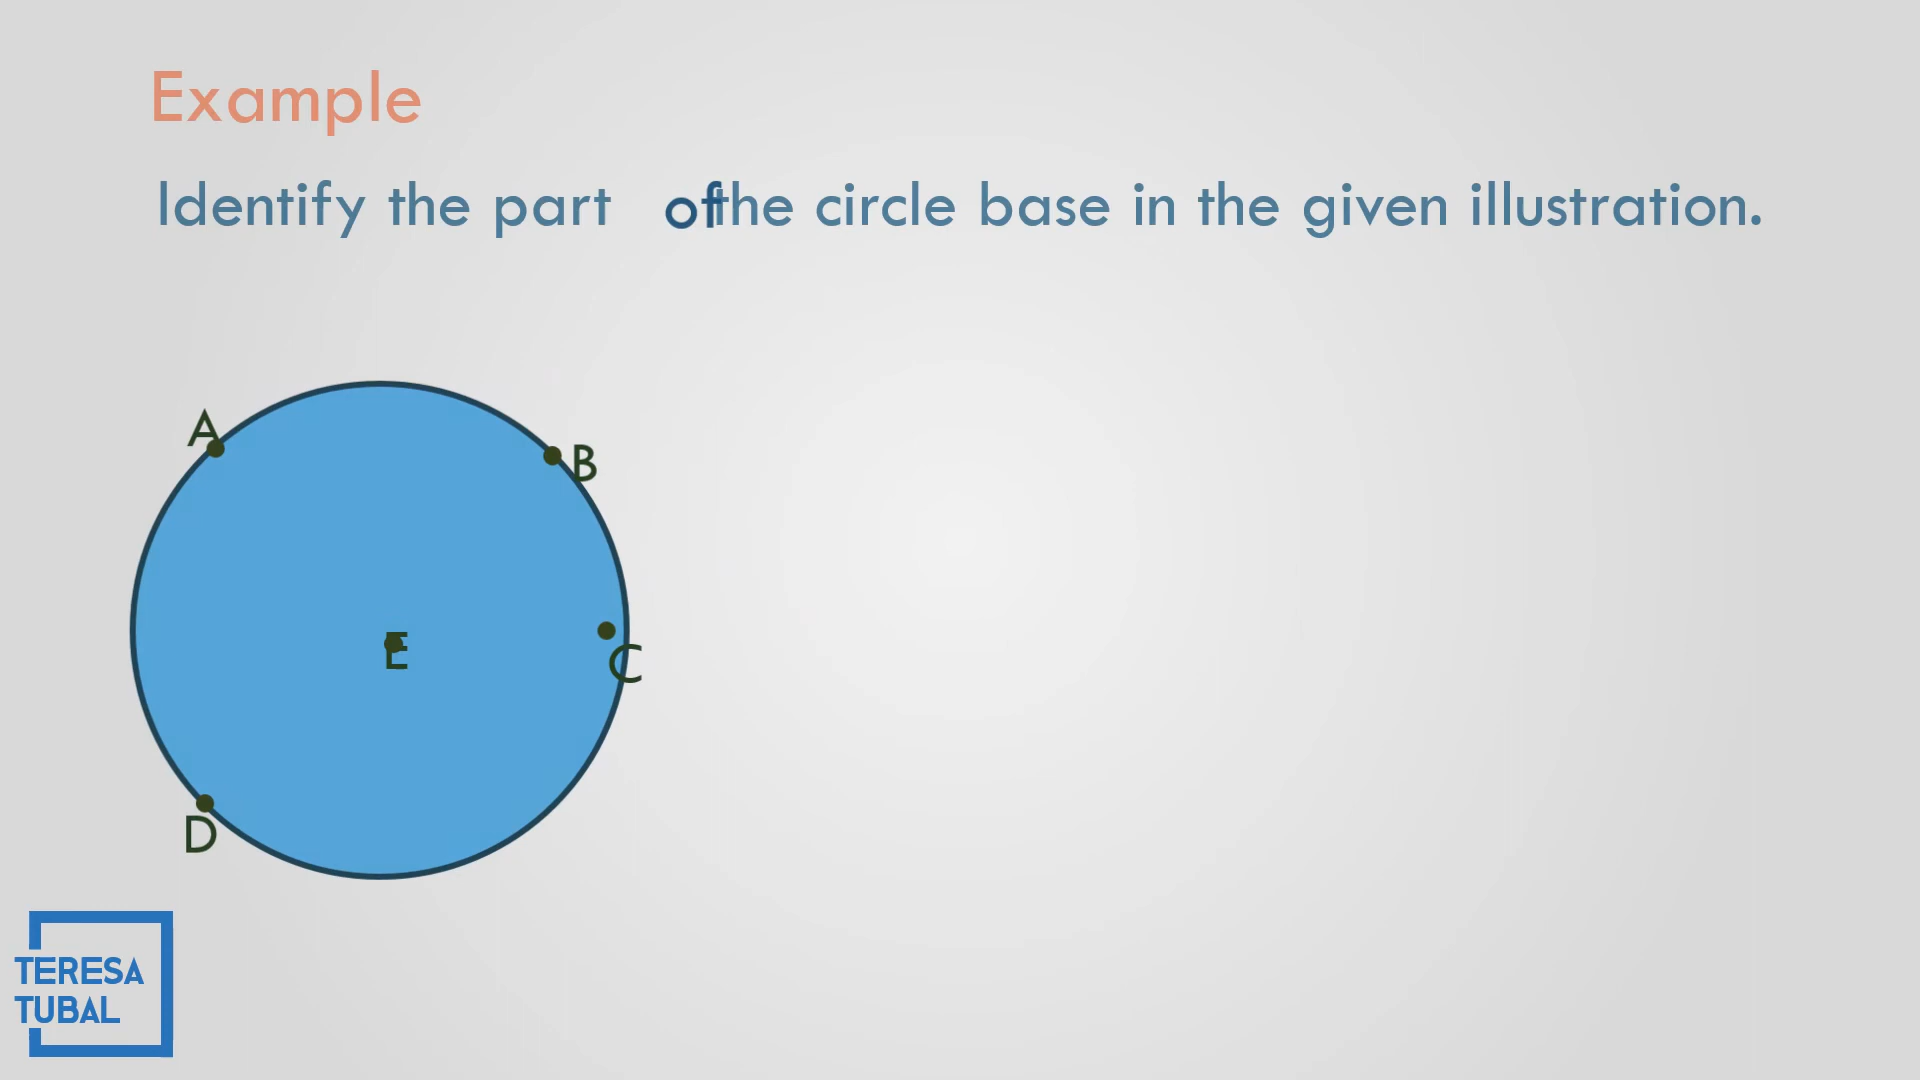 Example
Identify the part of the circle base in the given illustration.
A
B
E
C
D
TERESA
TUBAL